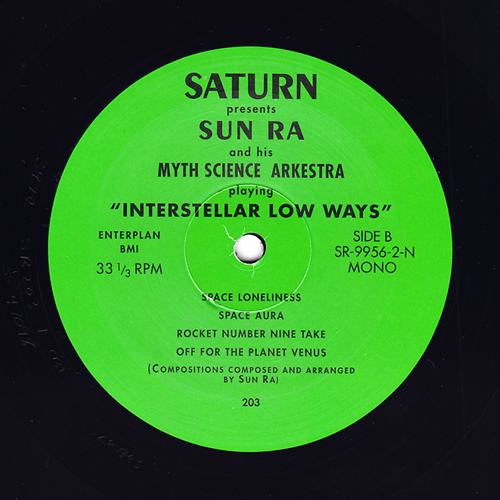 SATURN
presents
SUN RA
and his
MYTH SCIENCE ARKESTRA
playing
"INTERSTELLAR LOW WAYS"
ENTERPLAN
BMI
33 1/3 RPM
SIDE B
SR-9956-2-N
MONO
SPACE LONELINESS
SPACE AURA
ROCKET NUMBER NINE TAKE
OFF FOR THE PLANET VENUS
(COMPOSITIONS COMPOSED AND ARRANGED
BY SUN RA)
203